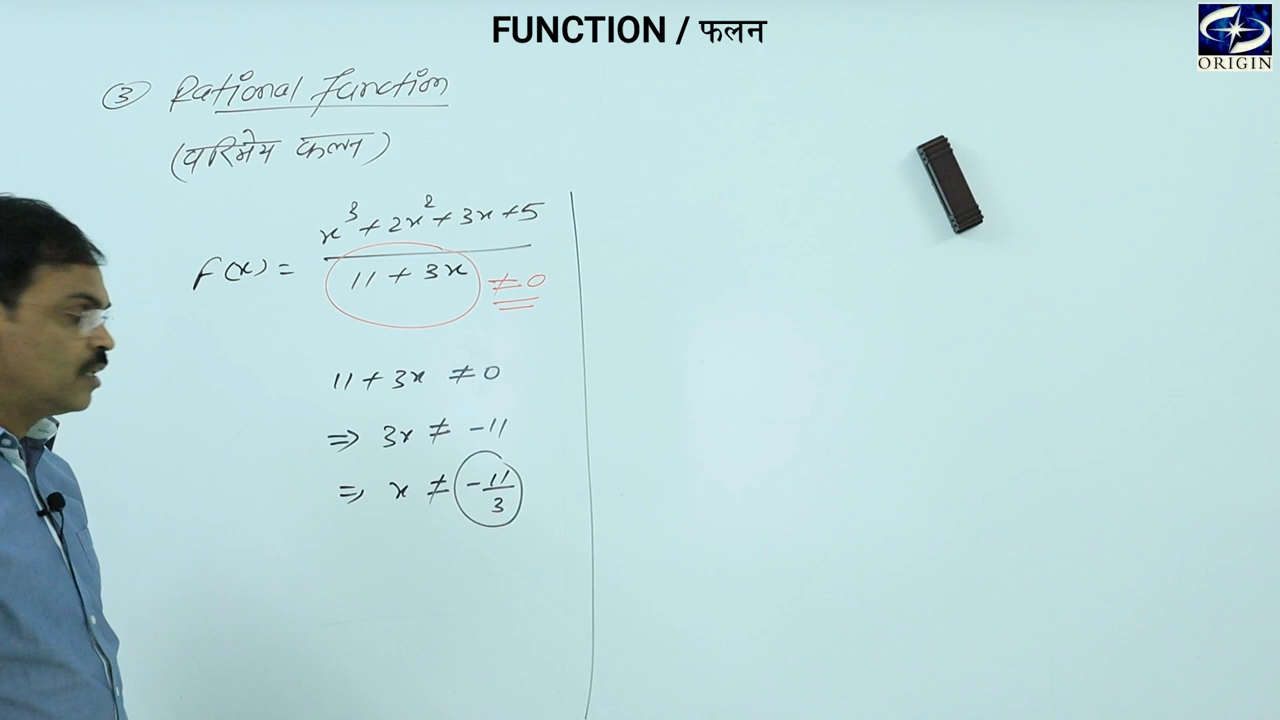 FUNCTION / फलन
ORIGIN
③ Rational function
(परिमेय फलन)
f(x) = (x³ + 2x² + 3x + 5) / (11 + 3x) ≠ 0
11 + 3x ≠ 0
⇒ 3x ≠ -11
⇒ x ≠ -11/3